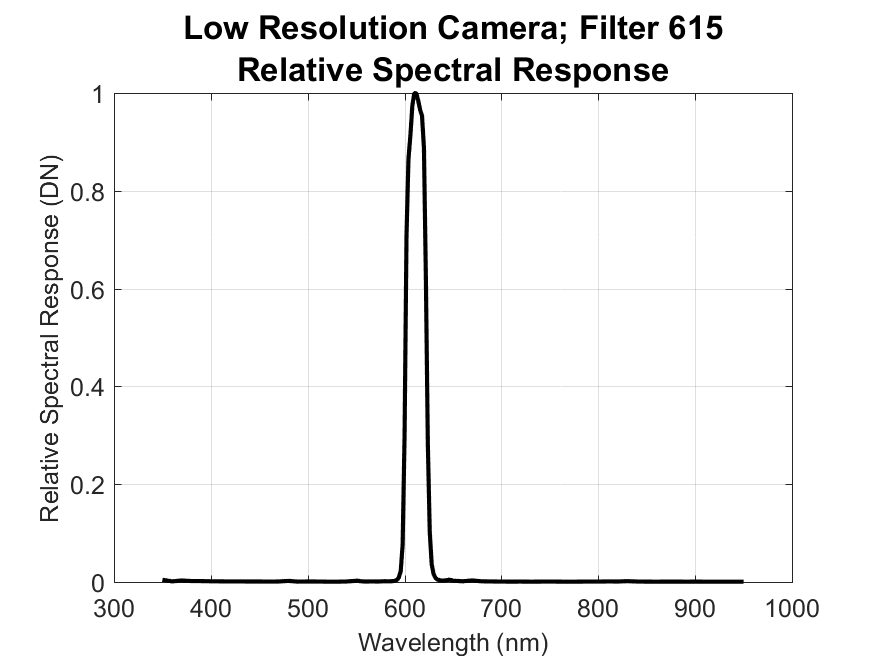 Low Resolution Camera; Filter 615
Relative Spectral Response
1
0.8
0.6
0.4
0.2
0
Relative Spectral Response (DN)
300 400 500 600 700 800 900 1000
Wavelength (nm)